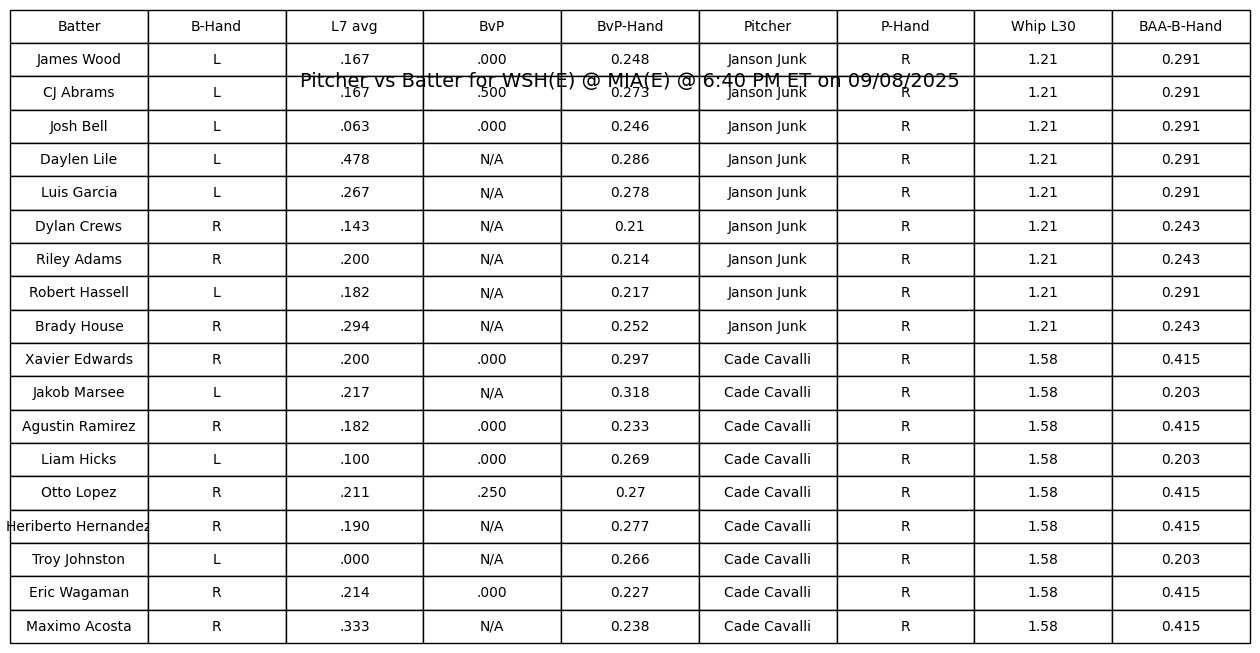 Batter B-Hand L7 avg BvP BvP-Hand Pitcher P-Hand Whip L30 BAA-B-Hand
James Wood L .167 .000 0.248 Janson Junk R 1.21 0.291
Pitcher vs Batter for WSH(E) @ MIA(E) @ 6:40 PM ET on 09/08/2025
CJ Abrams L .167 .500 0.273 Janson Junk R 1.21 0.291
Josh Bell L .063 .000 0.246 Janson Junk R 1.21 0.291
Daylen Lile L .478 N/A 0.286 Janson Junk R 1.21 0.291
Luis Garcia L .267 N/A 0.278 Janson Junk R 1.21 0.291
Dylan Crews R .143 N/A 0.21 Janson Junk R 1.21 0.243
Riley Adams R .200 N/A 0.214 Janson Junk R 1.21 0.243
Robert Hassell L .182 N/A 0.217 Janson Junk R 1.21 0.291
Brady House R .294 N/A 0.252 Janson Junk R 1.21 0.243
Xavier Edwards R .200 .000 0.297 Cade Cavalli R 1.58 0.415
Jakob Marsee L .217 N/A 0.318 Cade Cavalli R 1.58 0.203
Agustin Ramirez R .182 .000 0.233 Cade Cavalli R 1.58 0.415
Liam Hicks L .100 .000 0.269 Cade Cavalli R 1.58 0.203
Otto Lopez R .211 .250 0.27 Cade Cavalli R 1.58 0.415
Heriberto Hernandez R .190 N/A 0.277 Cade Cavalli R 1.58 0.415
Troy Johnston L .000 N/A 0.266 Cade Cavalli R 1.58 0.203
Eric Wagaman R .214 .000 0.227 Cade Cavalli R 1.58 0.415
Maximo Acosta R .333 N/A 0.238 Cade Cavalli R 1.58 0.415